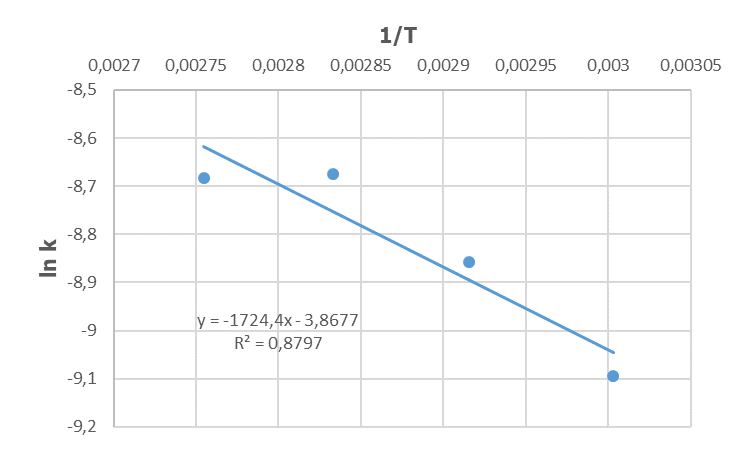 1/T
0,0027 0,00275 0,0028 0,00285 0,0029 0,00295 0,003 0,00305
-8,5
-8,6
-8,7
-8,8
-8,9
-9
-9,1
-9,2
ln k
y = -1724,4x - 3,8677
R² = 0,8797